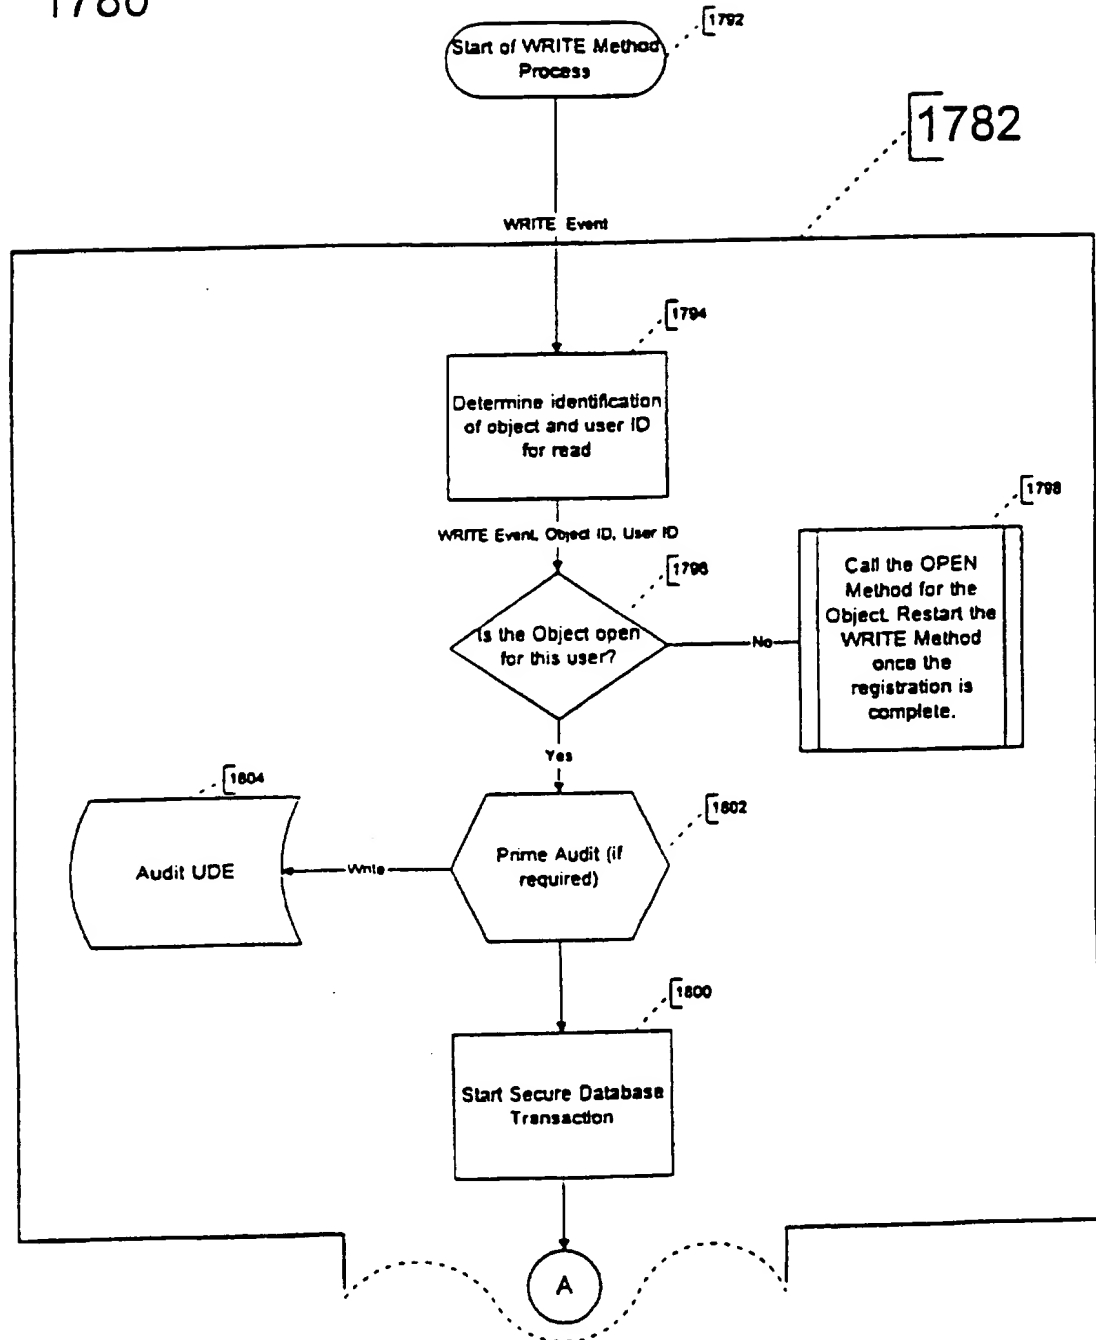 1780
Start of WRITE Method
Process
1792
1782
WRITE Event
1794
Determine identification
of object and user ID
for read
WRITE Event, Object ID, User ID
1796
Is the Object open
for this user?
No
1798
Call the OPEN
Method for the
Object. Restart the
WRITE Method
once the
registration is
complete.
Yes
1804
Audit UDE
Write
Prime Audit (if
required)
1802
1800
Start Secure Database
Transaction
A